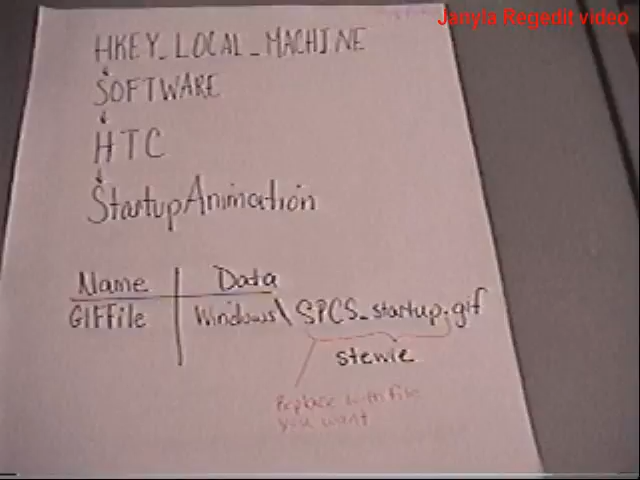 Janyla Regedit video
HKEY_LOCAL_MACHINE
SOFTWARE
HTC
StartupAnimation
Name Data
GIFFile Windows\SPCS_startup.gif
stewie
Replace with file
you want